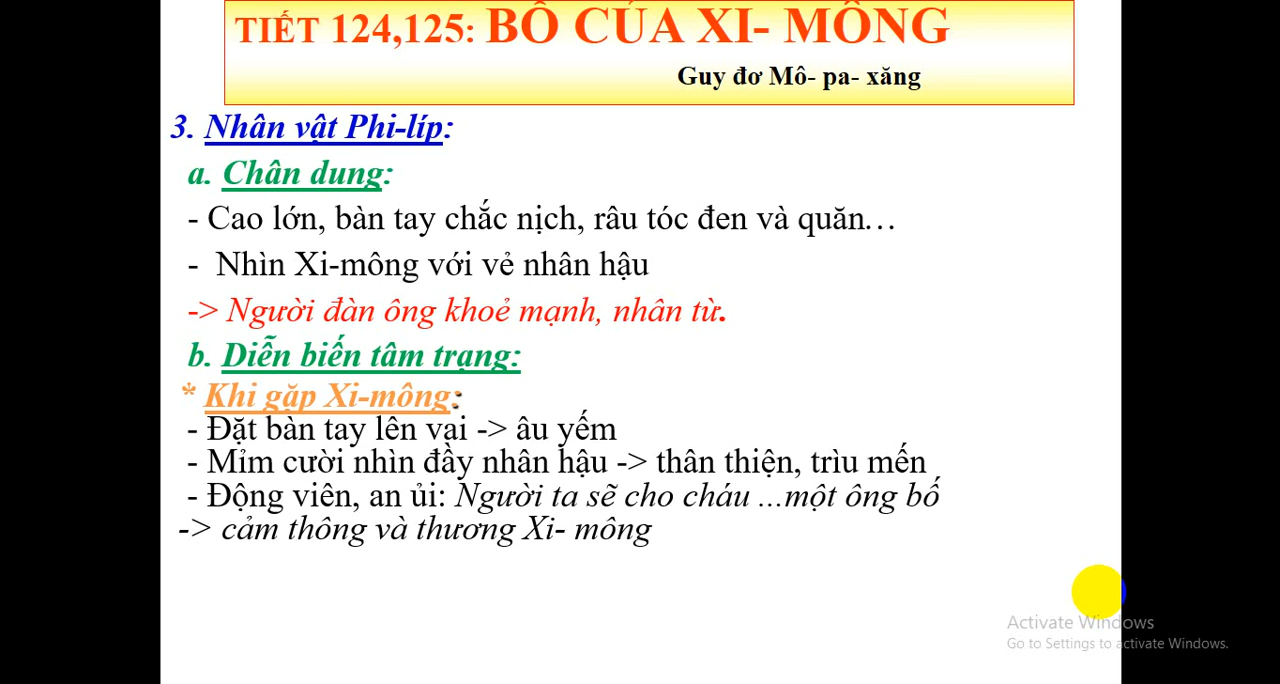 TIẾT 124,125: BỐ CỦA XI- MÔNG
Guy đơ Mô- pa- xăng
3. Nhân vật Phi-líp:
a. Chân dung:
- Cao lớn, bàn tay chắc nịch, râu tóc đen và quăn…
- Nhìn Xi-mông với vẻ nhân hậu
-> Người đàn ông khoẻ mạnh, nhân từ.
b. Diễn biến tâm trạng:
* Khi gặp Xi-mông:
- Đặt bàn tay lên vai -> âu yếm
- Mỉm cười nhìn đầy nhân hậu -> thân thiện, trìu mến
- Động viên, an ủi: Người ta sẽ cho cháu ...một ông bố
-> cảm thông và thương Xi- mông
Activate Windows
Go to Settings to activate Windows.